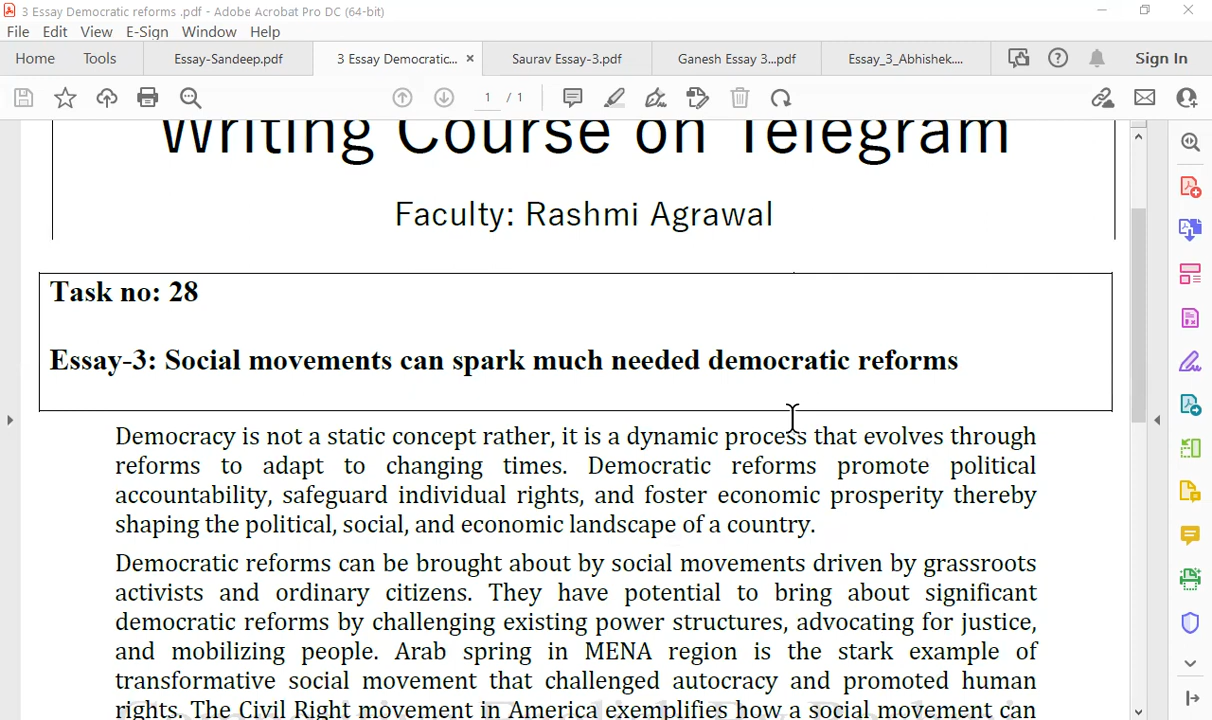 3 Essay Democratic reforms .pdf - Adobe Acrobat Pro DC (64-bit)
File Edit View E-Sign Window Help
Home Tools Essay-Sandeep.pdf 3 Essay Democratic... × Saurav Essay-3.pdf Ganesh Essay 3...pdf Essay_3_Abhishek.... Sign In
1 / 1
Writing Course on Telegram
Faculty: Rashmi Agrawal
Task no: 28
Essay-3: Social movements can spark much needed democratic reforms
Democracy is not a static concept rather, it is a dynamic process that evolves through
reforms to adapt to changing times. Democratic reforms promote political
accountability, safeguard individual rights, and foster economic prosperity thereby
shaping the political, social, and economic landscape of a country.
Democratic reforms can be brought about by social movements driven by grassroots
activists and ordinary citizens. They have potential to bring about significant
democratic reforms by challenging existing power structures, advocating for justice,
and mobilizing people. Arab spring in MENA region is the stark example of
transformative social movement that challenged autocracy and promoted human
rights. The Civil Right movement in America exemplifies how a social movement can